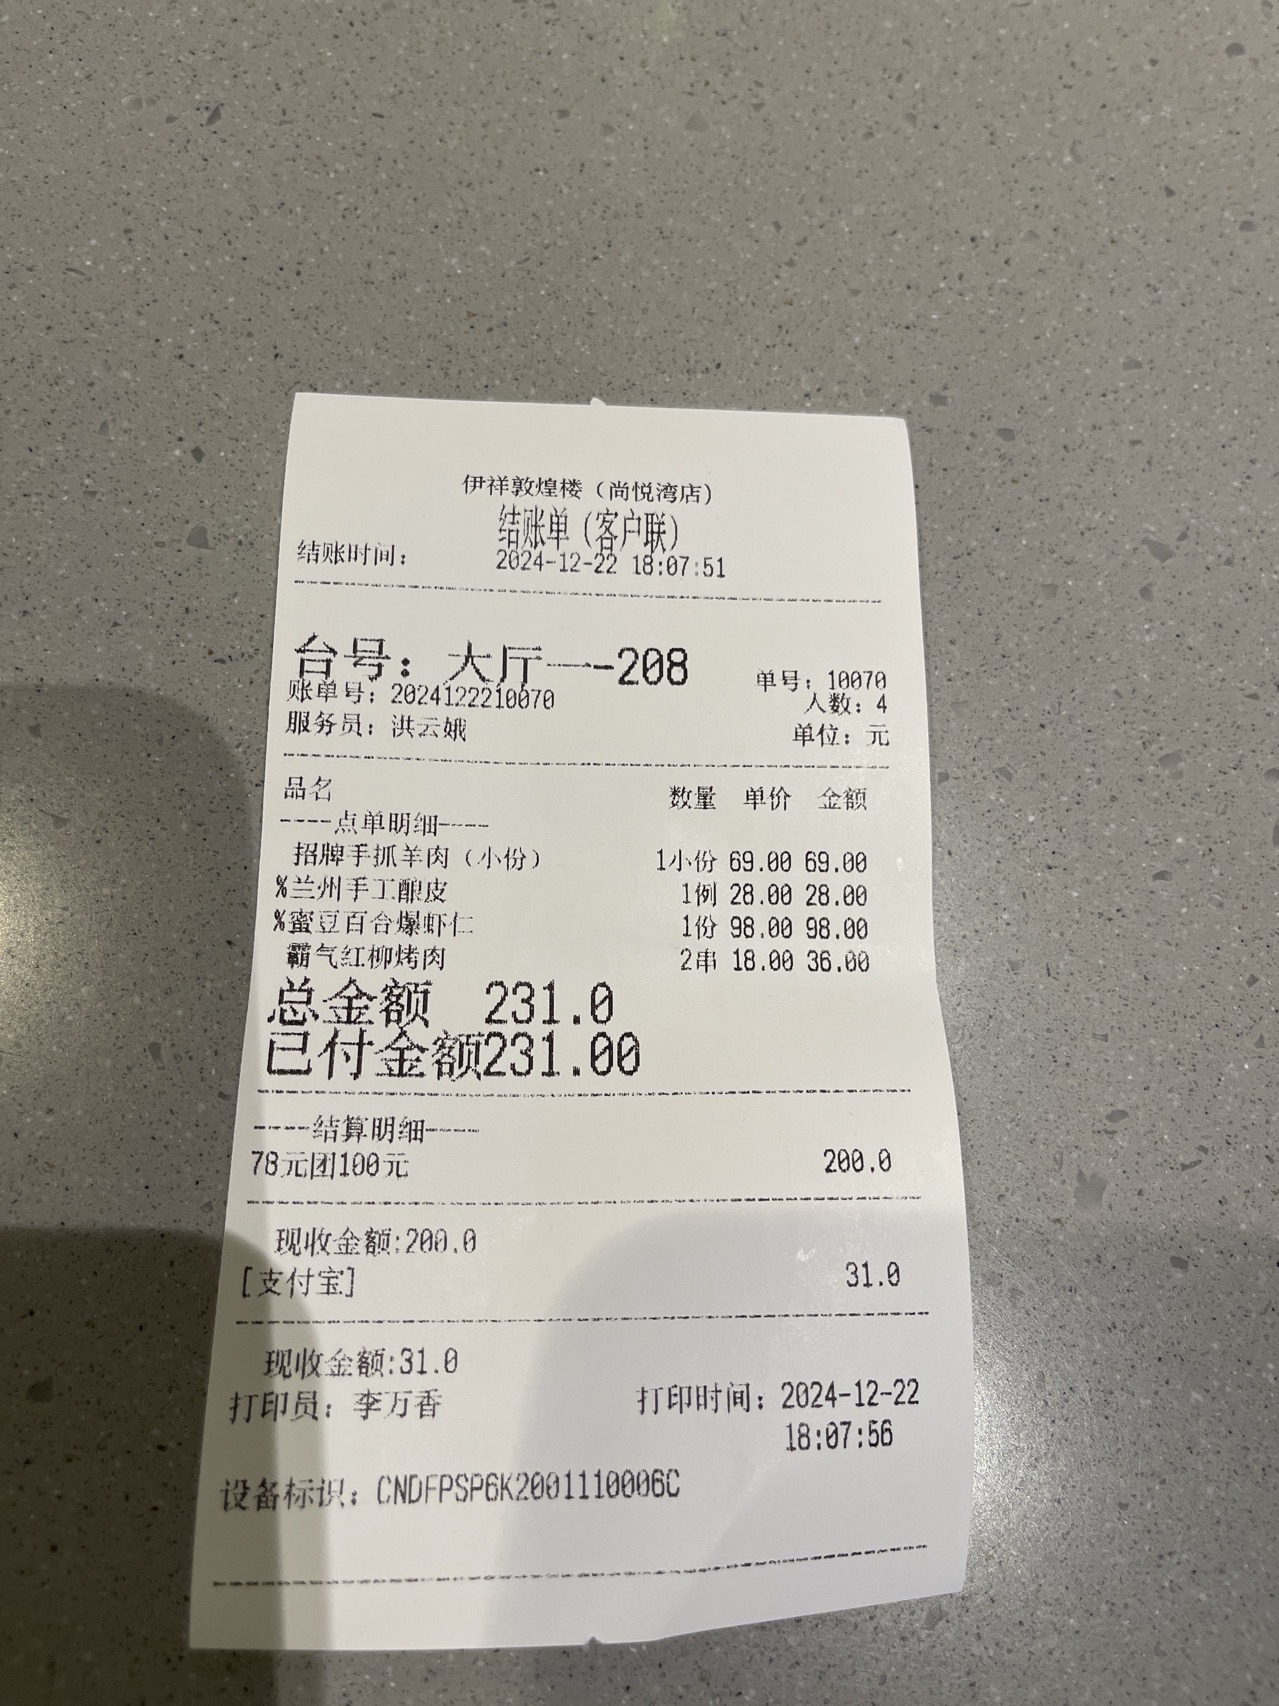 伊祥敦煌楼（尚悦湾店）
结账单（客户联）
结账时间： 2024-12-22 18:07:51
台号：大厅一-208
单号：10070
账单号：2024122210070
人数：4
服务员：洪云娥
单位：元
品名 数量 单价 金额
----点单明细----
招牌手抓羊肉（小份） 1小份 69.00 69.00
%兰州手工酿皮 1例 28.00 28.00
%蜜豆百合爆虾仁 1份 98.00 98.00
霸气红柳烤肉 2串 18.00 36.00
总金额 231.0
已付金额231.00
----结算明细----
78元团100元 200.0
现收金额:200.0
[支付宝] 31.0
现收金额:31.0
打印员：李万香 打印时间：2024-12-22
18:07:56
设备标识：CNDFPSP6K2001110006C